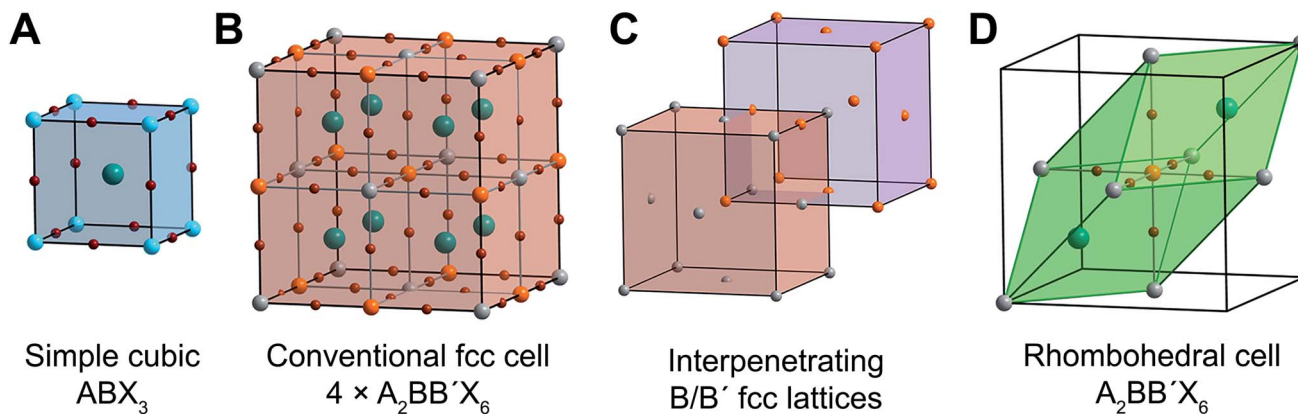 A
B
C
D
Simple cubic
ABX₃
Conventional fcc cell
4 × A₂BB´X₆
Interpenetrating
B/B´ fcc lattices
Rhombohedral cell
A₂BB´X₆